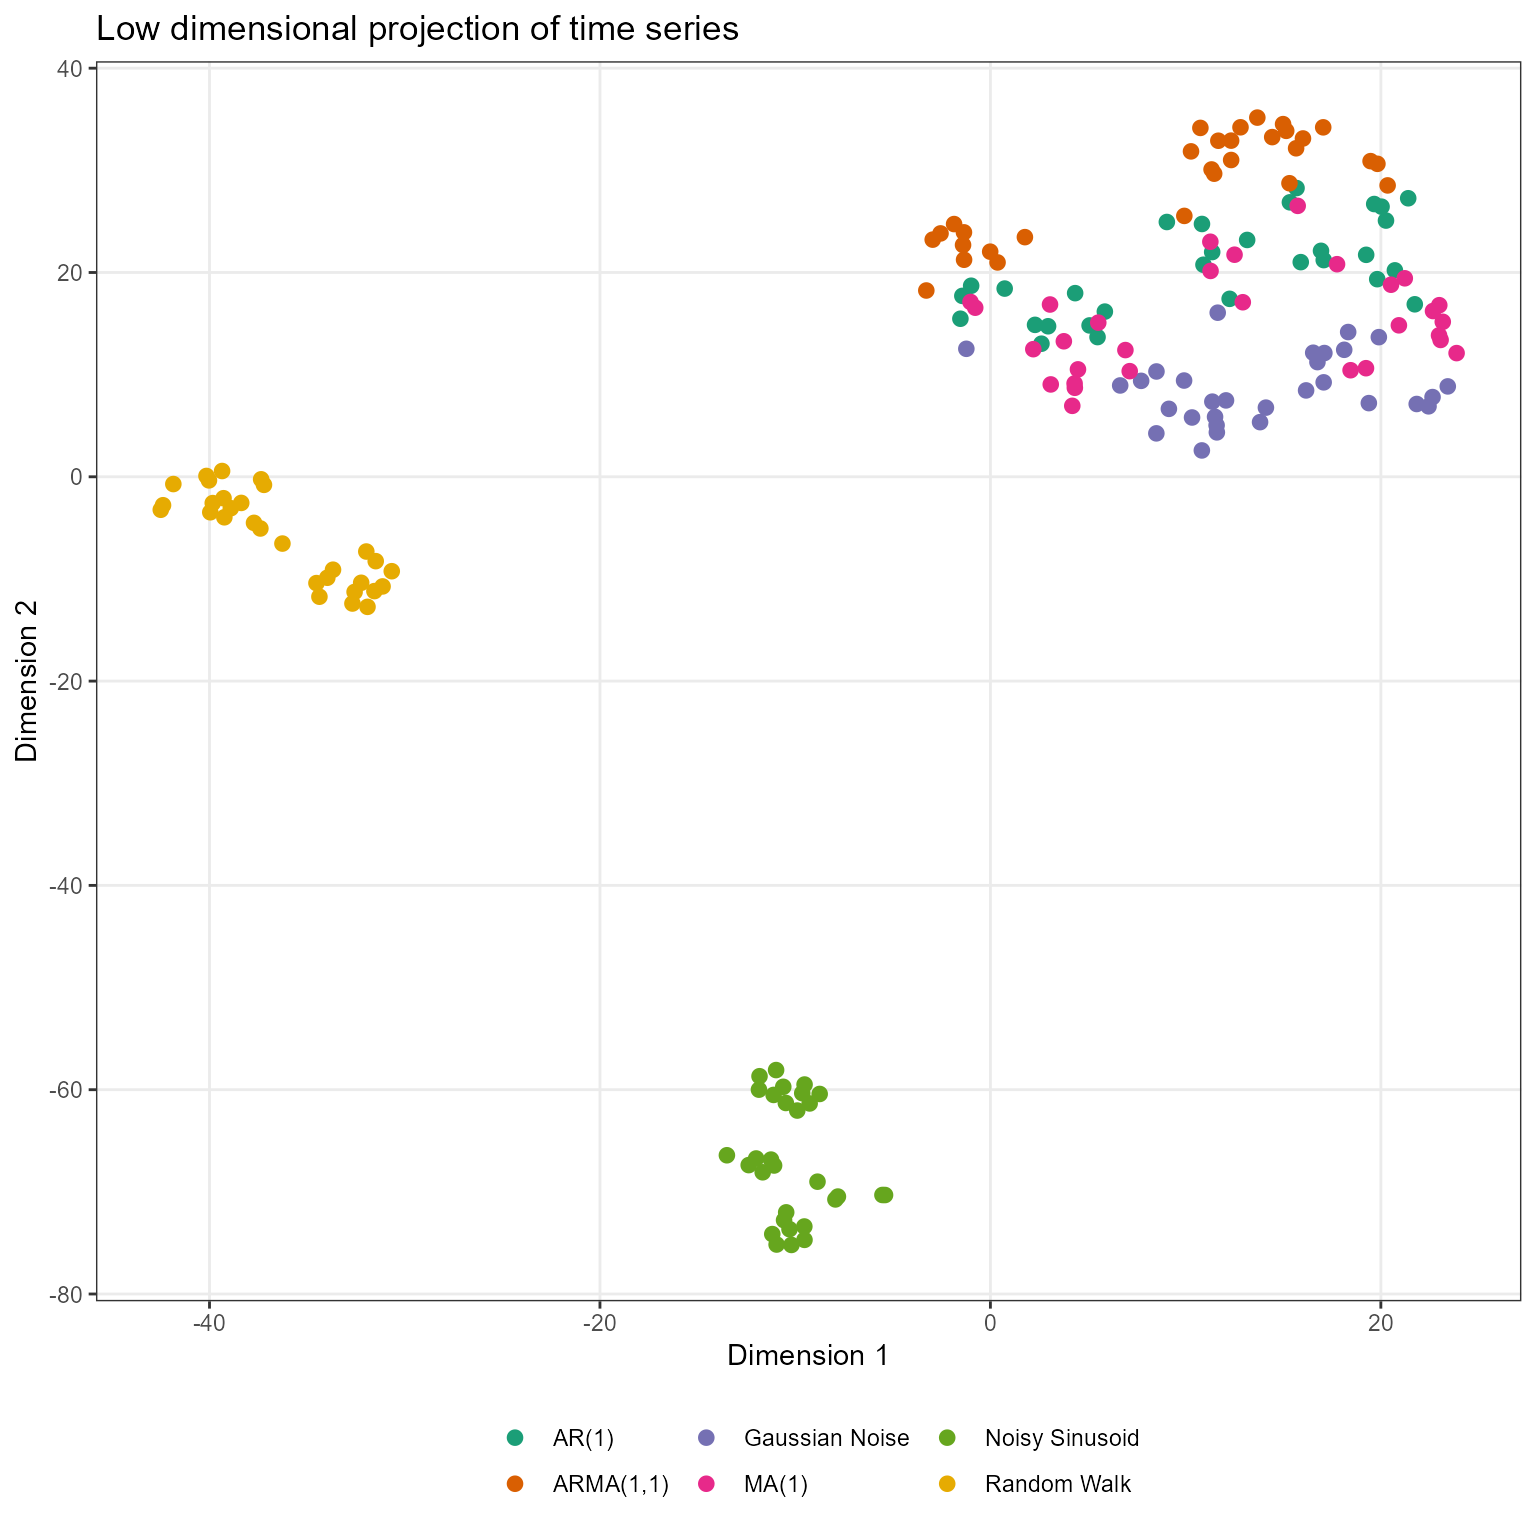 Low dimensional projection of time series
40
20
0
-20
-40
-60
-80
Dimension 2
-40
-20
0
20
Dimension 1
AR(1)
Gaussian Noise
Noisy Sinusoid
ARMA(1,1)
MA(1)
Random Walk